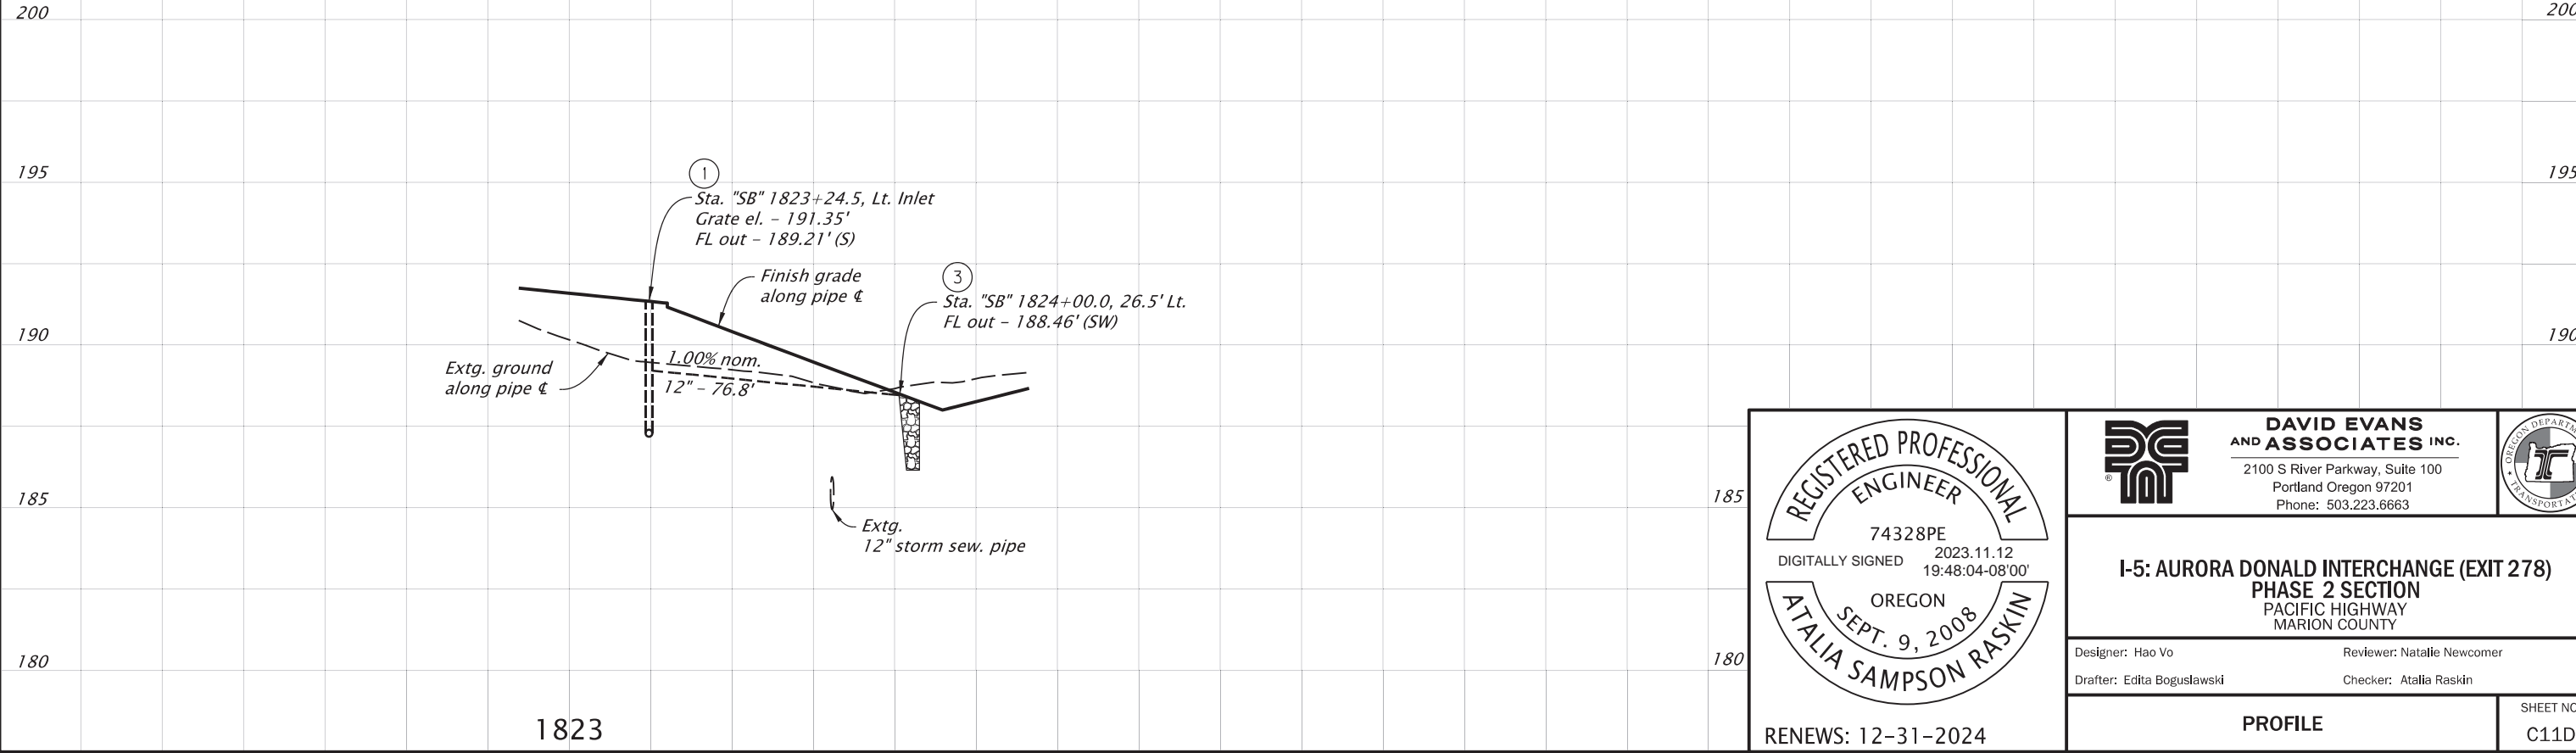 200
200
195
195
190
190
185
185
180
180
1
Sta. "SB" 1823+24.5, Lt. Inlet
Grate el. - 191.35'
FL out - 189.21' (S)
Finish grade
along pipe ℄
3
Sta. "SB" 1824+00.0, 26.5' Lt.
FL out - 188.46' (SW)
Extg. ground
along pipe ℄
1.00% nom.
12" - 76.8'
Extg.
12" storm sew. pipe
1823
REGISTERED PROFESSIONAL
ENGINEER
74328PE
DIGITALLY SIGNED
2023.11.12
19:48:04-08'00'
OREGON
SEPT. 9, 2008
ATALIA SAMPSON RASKIN
RENEWS: 12-31-2024
®
DAVID EVANS
AND ASSOCIATES INC.
2100 S River Parkway, Suite 100
Portland Oregon 97201
Phone: 503.223.6663
OREGON DEPARTM
TRANSPORTAT
I-5: AURORA DONALD INTERCHANGE (EXIT 278)
PHASE 2 SECTION
PACIFIC HIGHWAY
MARION COUNTY
Designer: Hao Vo
Reviewer: Natalie Newcomer
Drafter: Edita Boguslawski
Checker: Atalia Raskin
PROFILE
SHEET NO
C11D